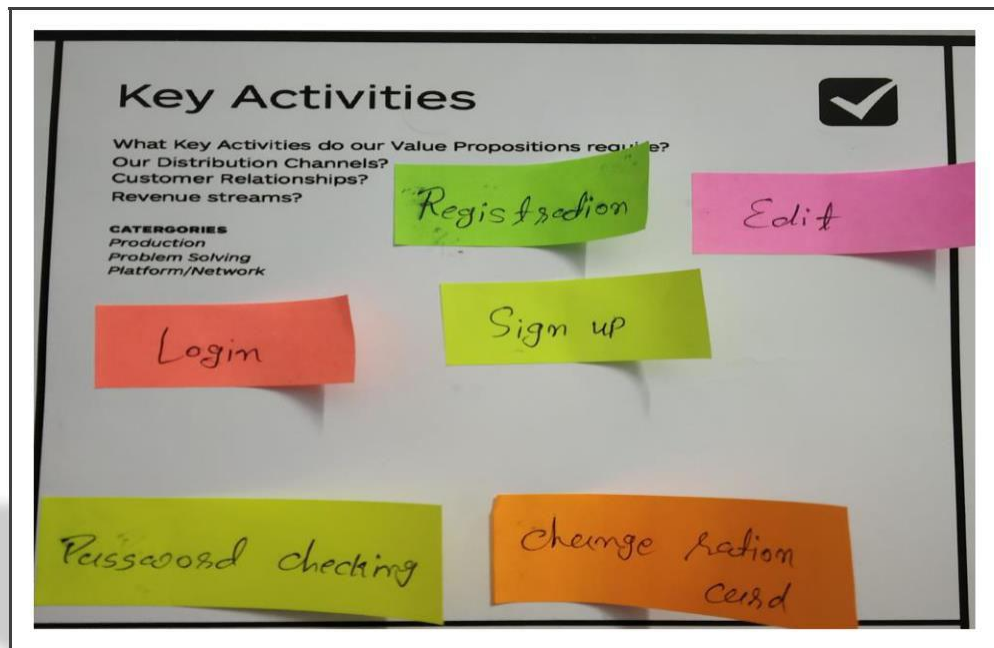 Key Activities
What Key Activities do our Value Propositions require?
Our Distribution Channels?
Customer Relationships?
Revenue streams?
CATERGORIES
Production
Problem Solving
Platform/Network
Registration
Edit
Login
Sign up
Password checking
change ration
card